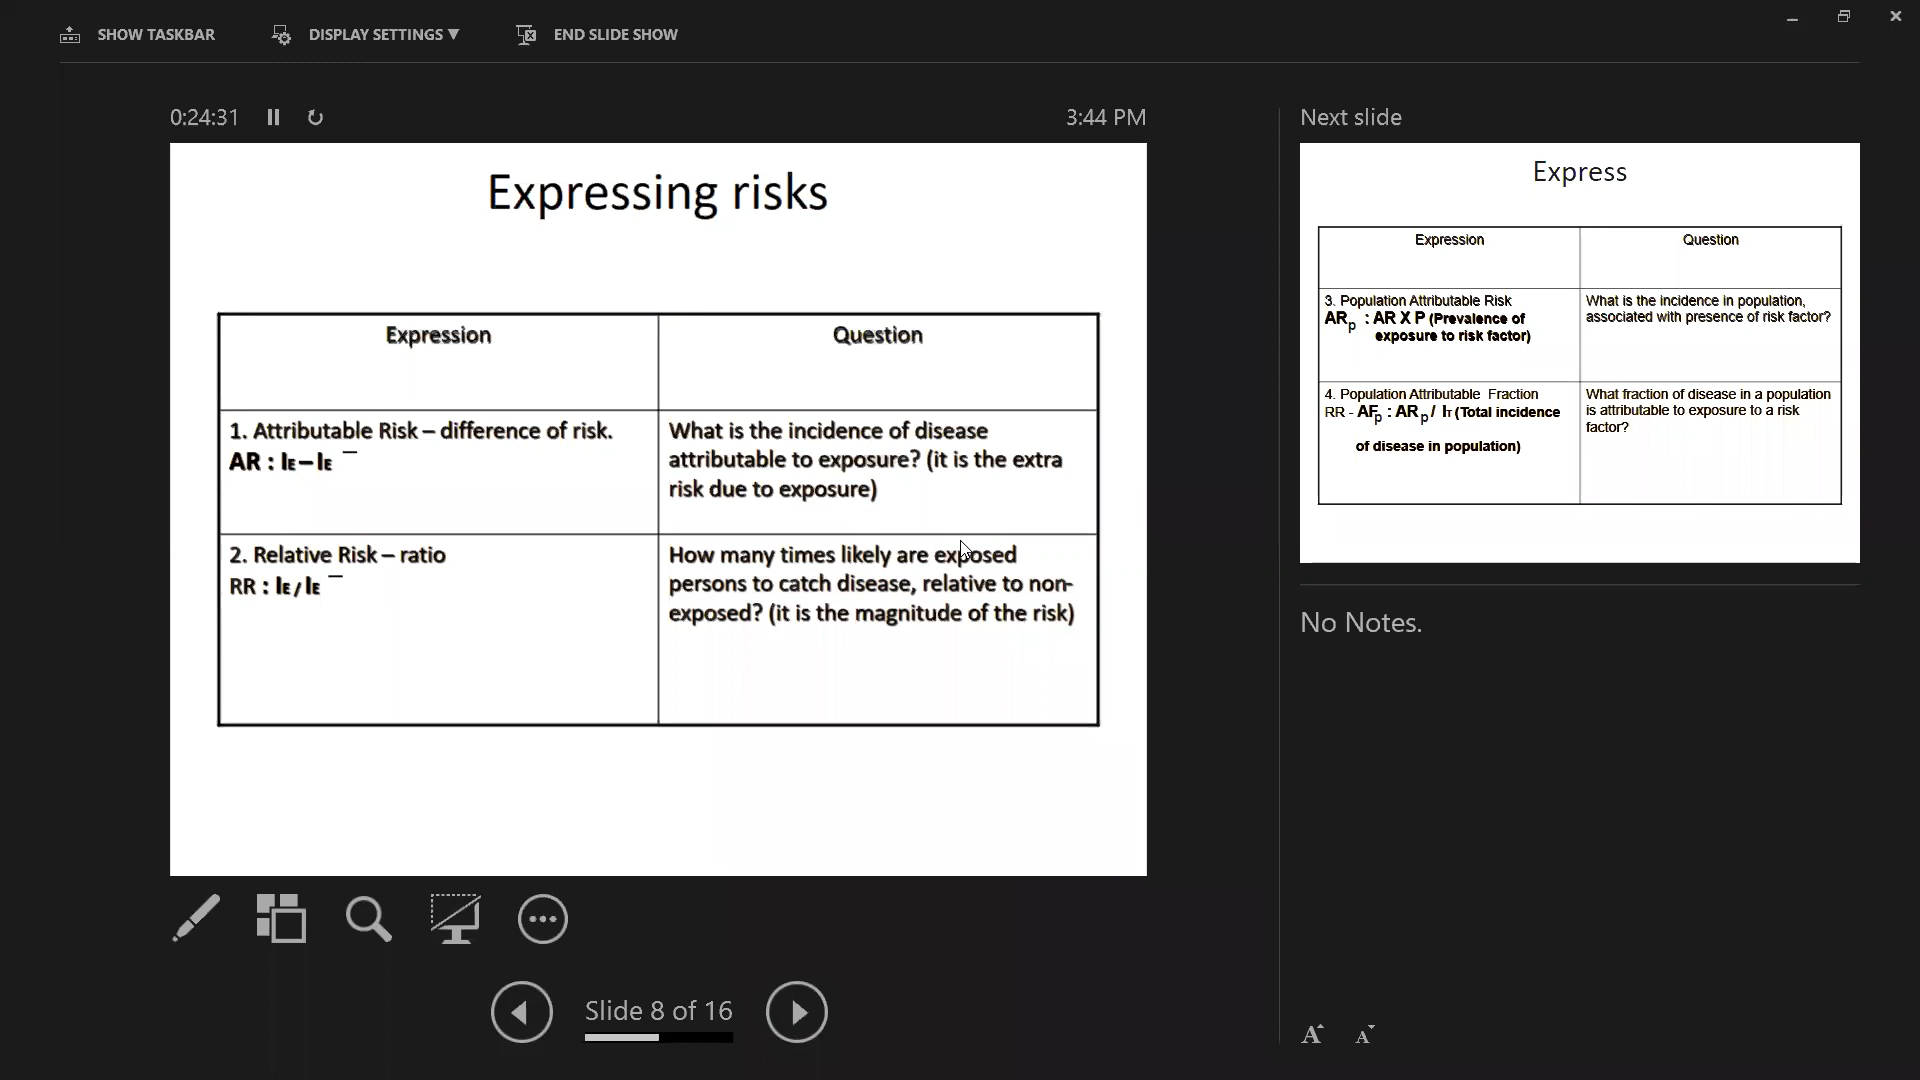 SHOW TASKBAR
DISPLAY SETTINGS ▼
END SLIDE SHOW
0:24:31
3:44 PM
Expressing risks
Expression
Question
1. Attributable Risk – difference of risk.
AR : IE – IE ¯
What is the incidence of disease
attributable to exposure? (it is the extra
risk due to exposure)
2. Relative Risk – ratio
RR : IE / IE ¯
How many times likely are exposed
persons to catch disease, relative to non-
exposed? (it is the magnitude of the risk)
Slide 8 of 16
Next slide
Express
Expression
Question
3. Population Attributable Risk
ARp : AR X P (Prevalence of
exposure to risk factor)
What is the incidence in population,
associated with presence of risk factor?
4. Population Attributable Fraction
RR - AFp : ARp / IT (Total incidence
of disease in population)
What fraction of disease in a population
is attributable to exposure to a risk
factor?
No Notes.
A
A